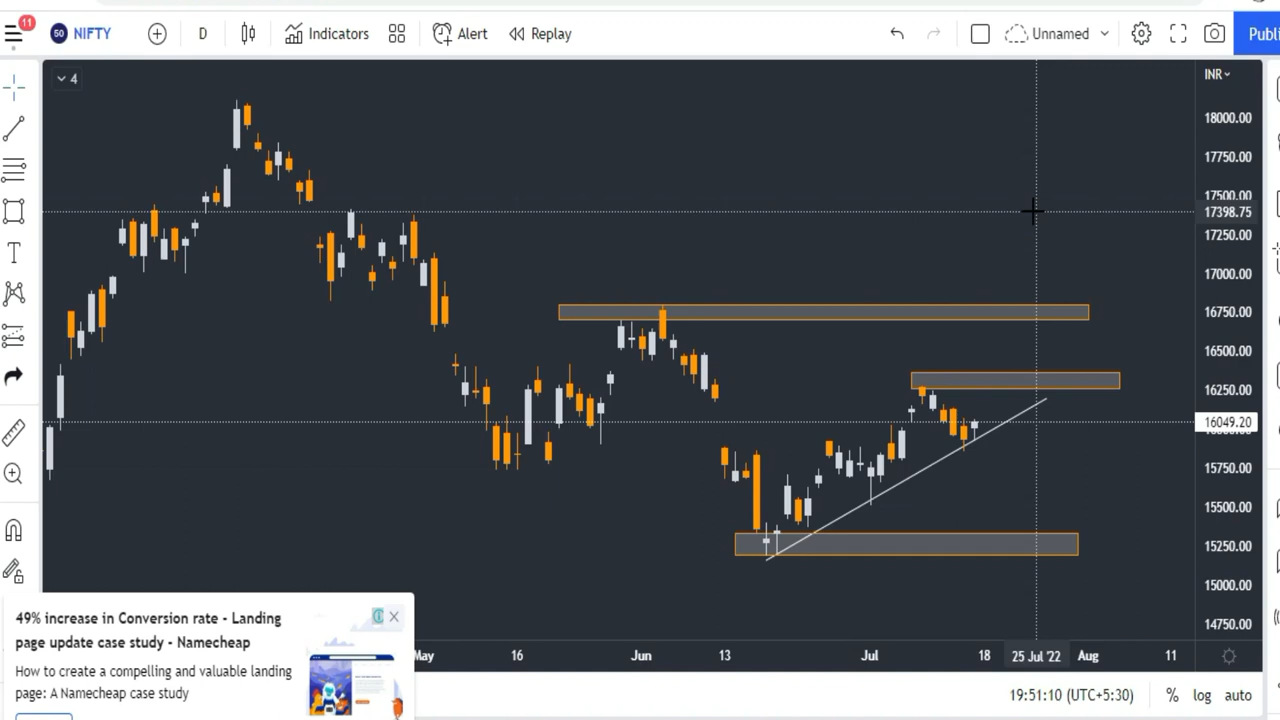 11
50 NIFTY
D
Indicators
Alert
Replay
Unnamed
Publi
4
INR
18000.00
17750.00
17500.00
17398.75
17250.00
17000.00
16750.00
16500.00
16250.00
16049.20
15750.00
15500.00
15250.00
15000.00
14750.00
T
49% increase in Conversion rate - Landing
page update case study - Namecheap
How to create a compelling and valuable landing
page: A Namecheap case study
May
16
Jun
13
Jul
18
25 Jul '22
Aug
11
19:51:10 (UTC+5:30)
%
log
auto